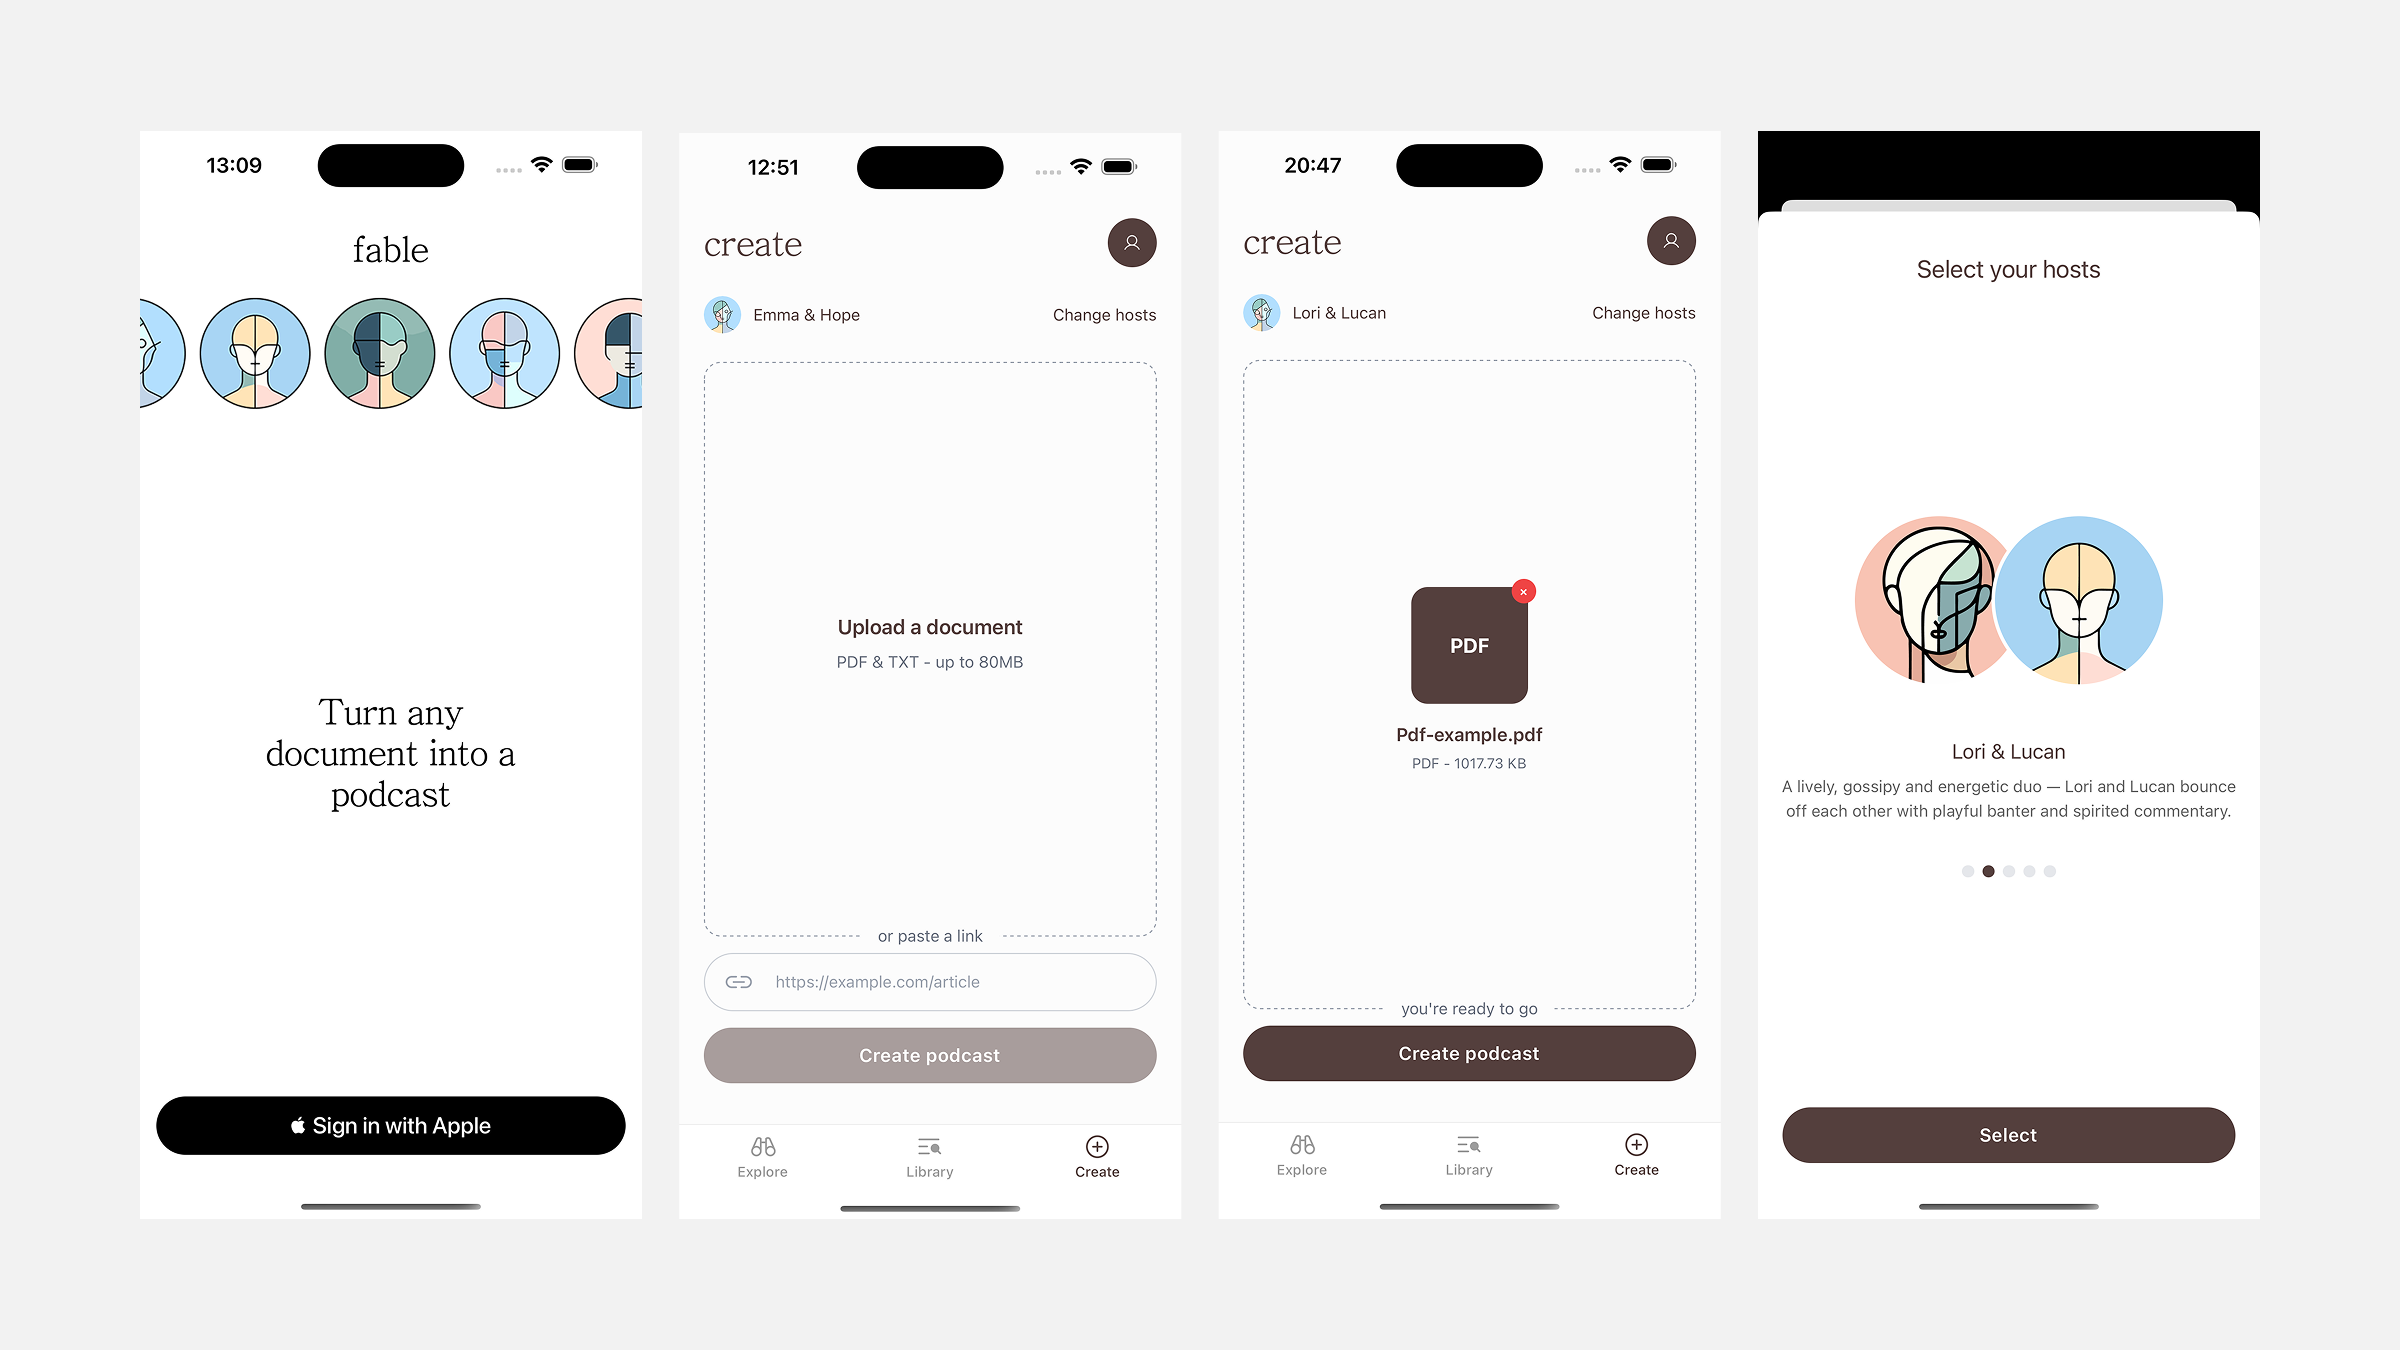 13:09
fable
Turn any
document into a
podcast
Sign in with Apple
12:51
create
Emma & Hope
Change hosts
Upload a document
PDF & TXT - up to 80MB
or paste a link
https://example.com/article
Create podcast
Explore
Library
Create
20:47
create
Lori & Lucan
Change hosts
PDF
Pdf-example.pdf
PDF - 1017.73 KB
you're ready to go
Create podcast
Explore
Library
Create
Select your hosts
Lori & Lucan
A lively, gossipy and energetic duo — Lori and Lucan bounce
off each other with playful banter and spirited commentary.
Select